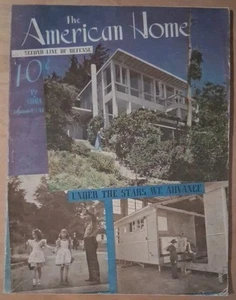 The
American Home
SECOND LINE OF DEFENSE
10¢
UNDER THE STARS WE ADVANCE